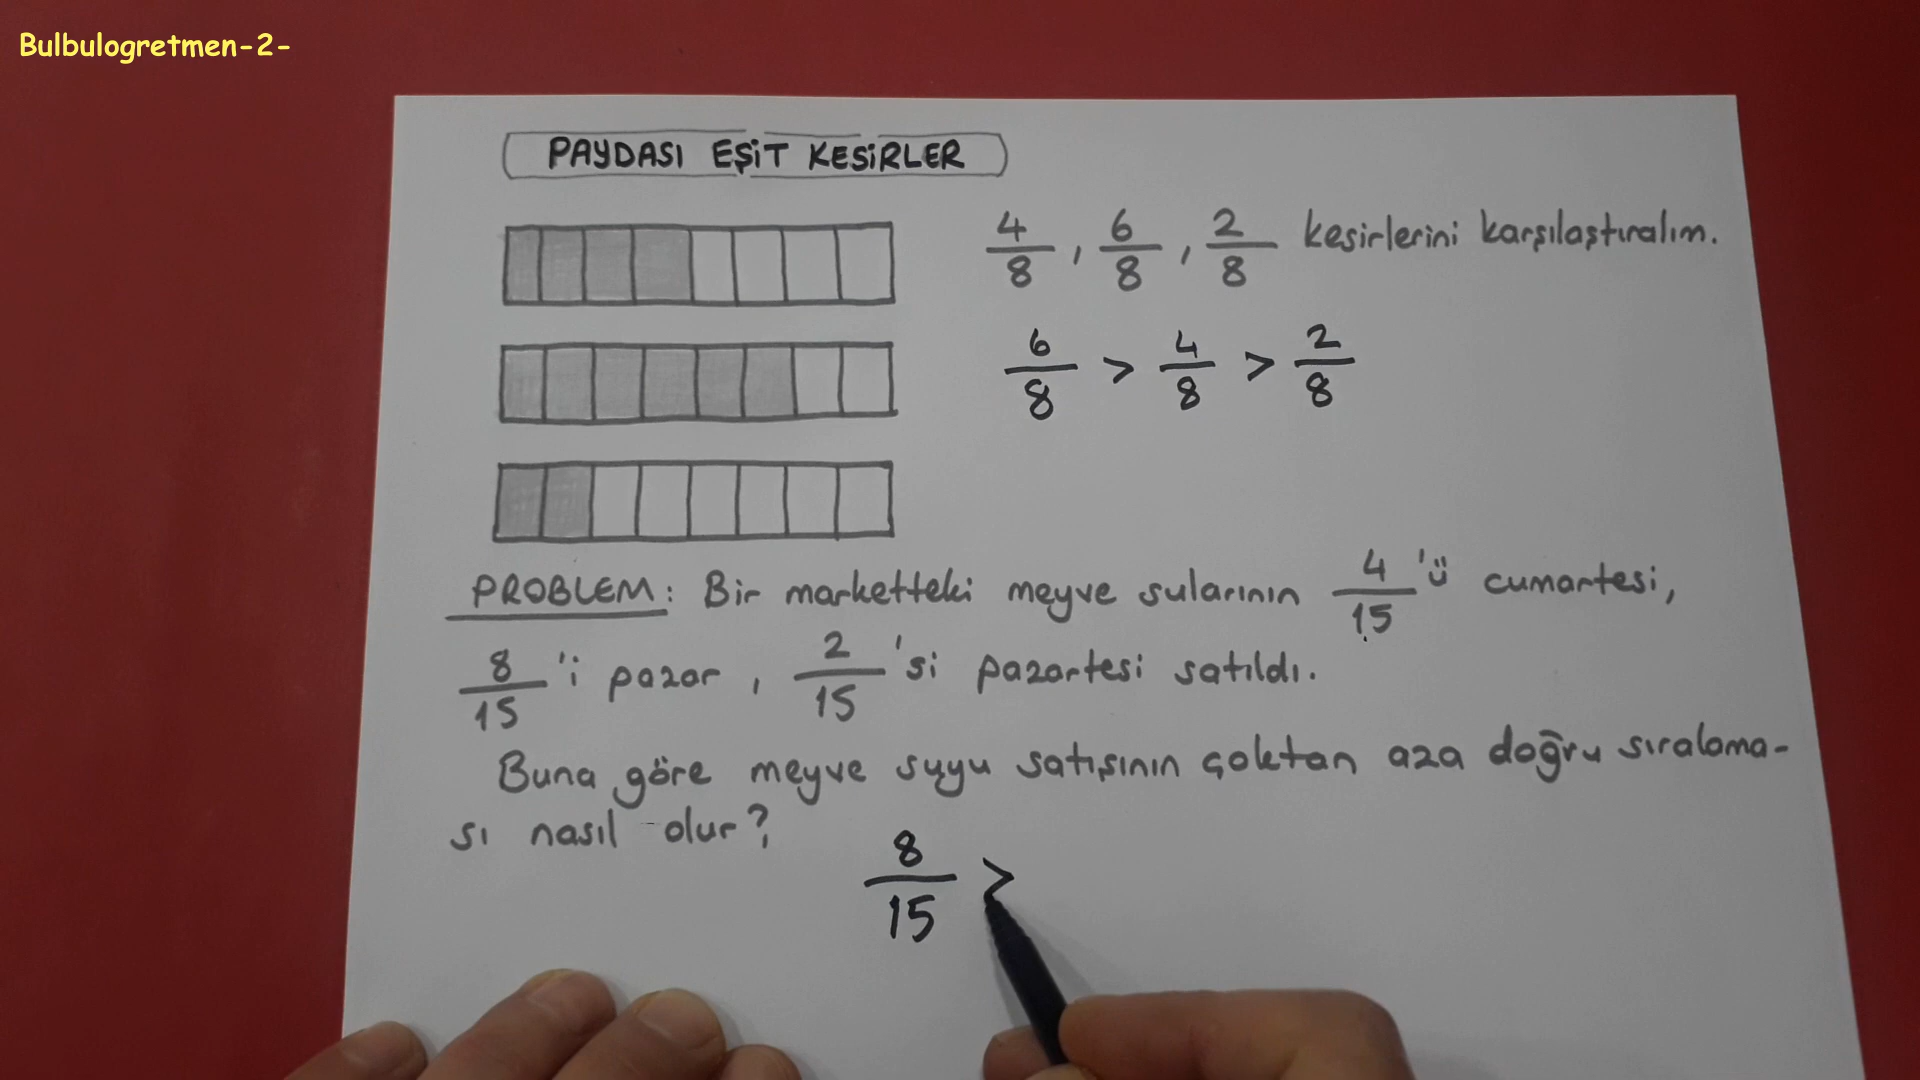 Bulbulogretmen-2-
PAYDASI EŞİT KESİRLER
4/8, 6/8, 2/8 kesirlerini karşılaştıralım.
6/8 > 4/8 > 2/8
PROBLEM: Bir marketteki meyve sularının 4/15'ü cumartesi,
8/15'i pazar, 2/15'si pazartesi satıldı.
Buna göre meyve suyu satışının çoktan aza doğru sıralama-
sı nasıl olur?
8/15 >